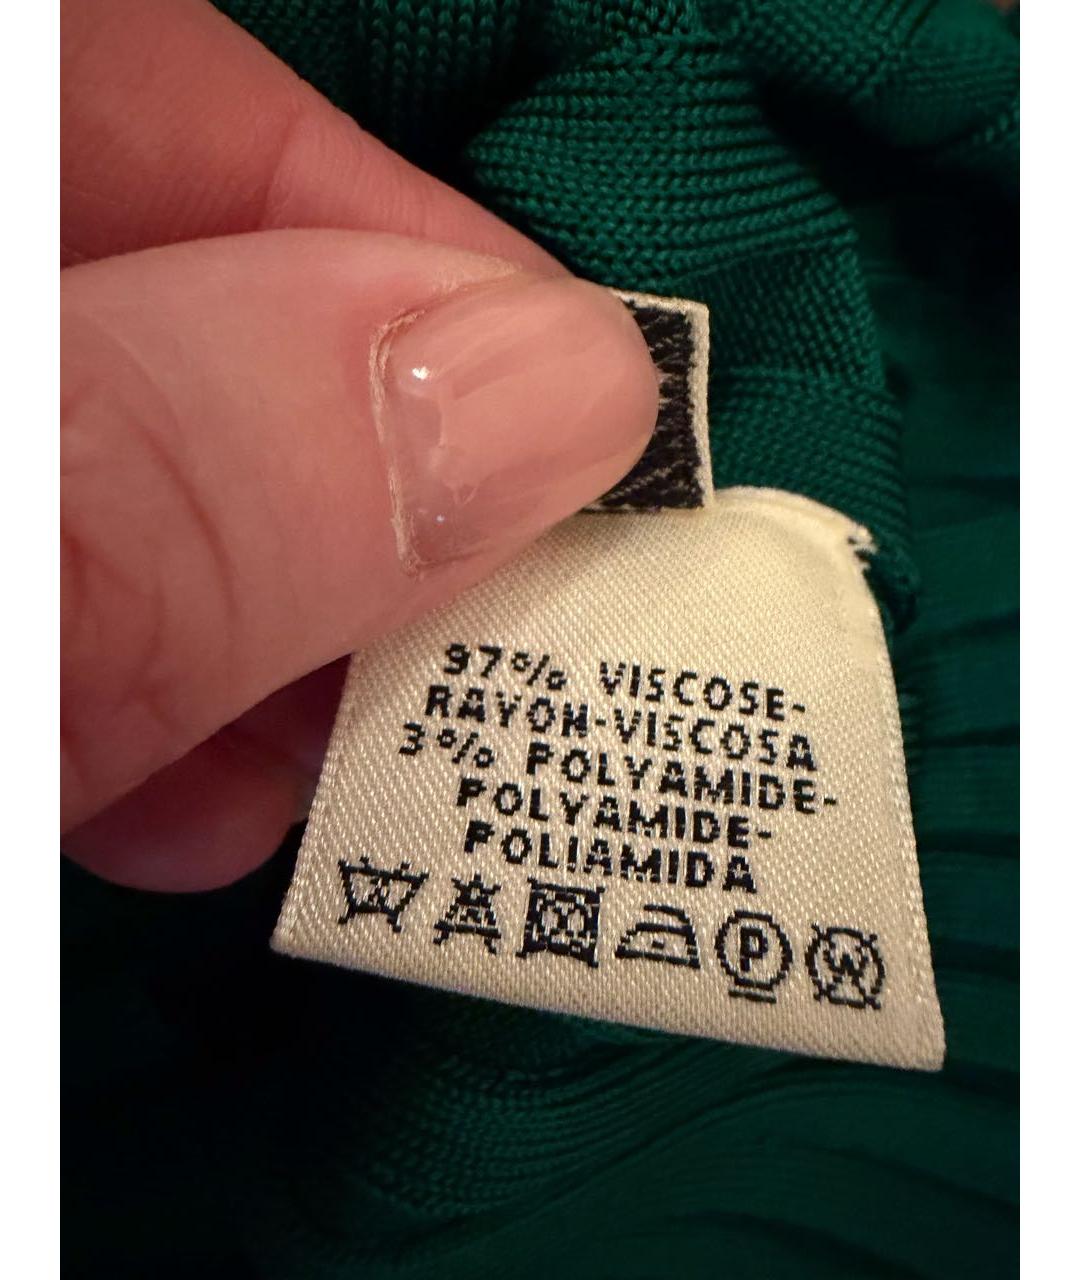 97% VISCOSE-
RAYON-VISCOSA
3% POLYAMIDE-
POLYAMIDE-
POLIAMIDA
P W